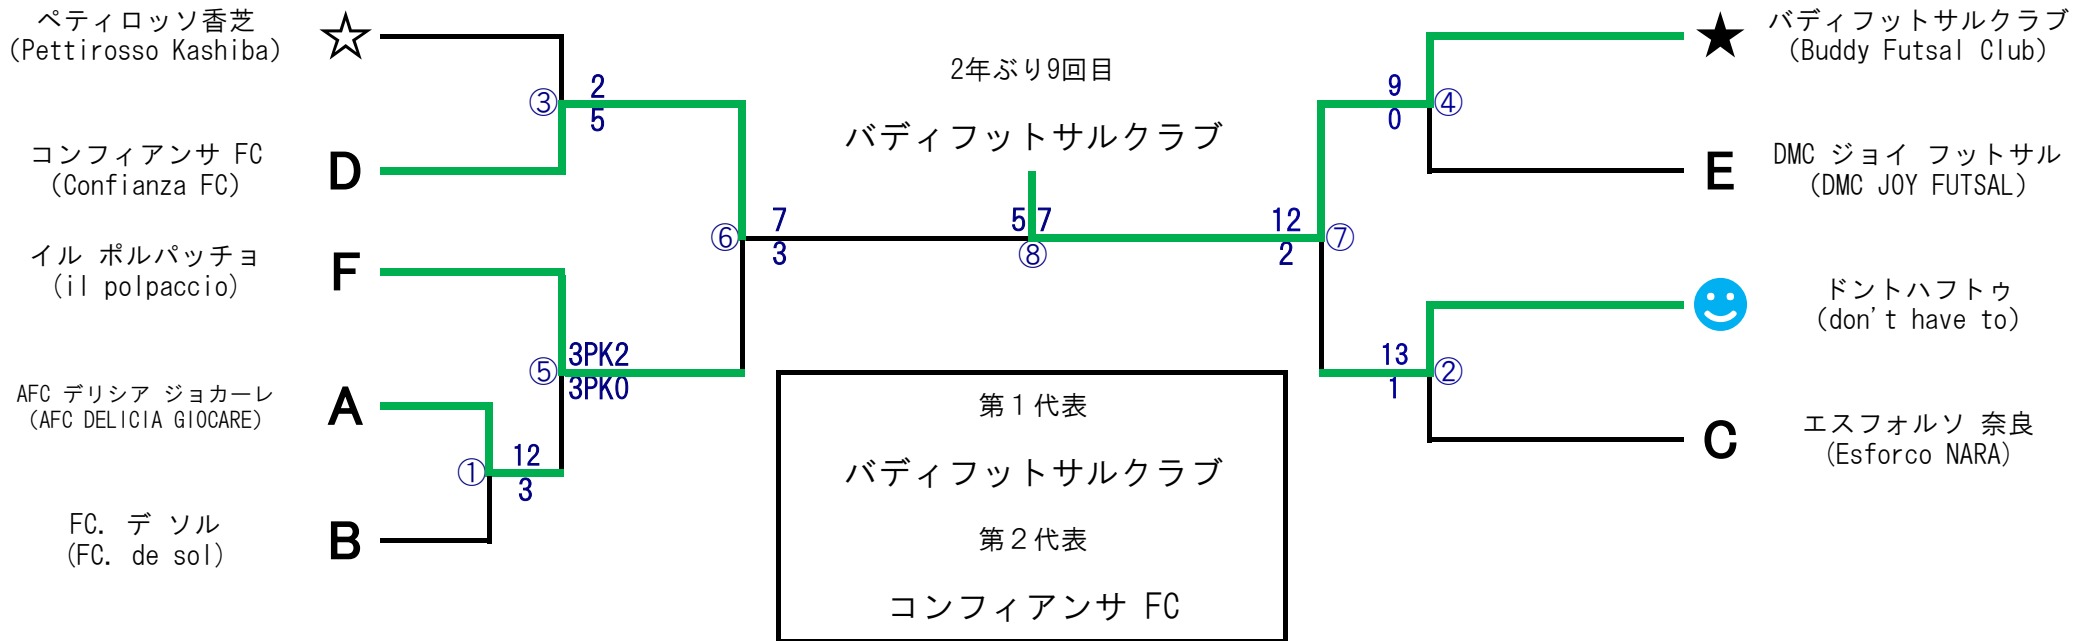 ペティロッソ香芝
(Pettirosso Kashiba)
☆
コンフィアンサ FC
(Confianza FC)
D
イル ポルパッチョ
(il polpaccio)
F
AFC デリシア ジョカーレ
(AFC DELICIA GIOCARE)
A
FC. デ ソル
(FC. de sol)
B
③
2
5
⑥
7
3
⑤
3PK2
3PK0
①
12
3
2年ぶり9回目
バディフットサルクラブ
5 7
⑧
第1代表
バディフットサルクラブ
第2代表
コンフィアンサ FC
9
0
④
12
2
⑦
13
1
②
★
バディフットサルクラブ
(Buddy Futsal Club)
E
DMC ジョイ フットサル
(DMC JOY FUTSAL)
ドントハフトゥ
(don't have to)
C
エスフォルソ 奈良
(Esforco NARA)